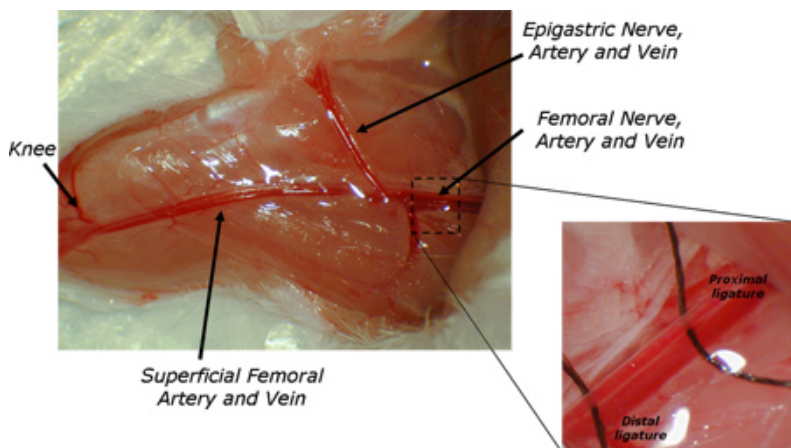 Epigastric Nerve,
Artery and Vein
Femoral Nerve,
Artery and Vein
Knee
Proximal
ligature
Superficial Femoral
Artery and Vein
Distal
ligature